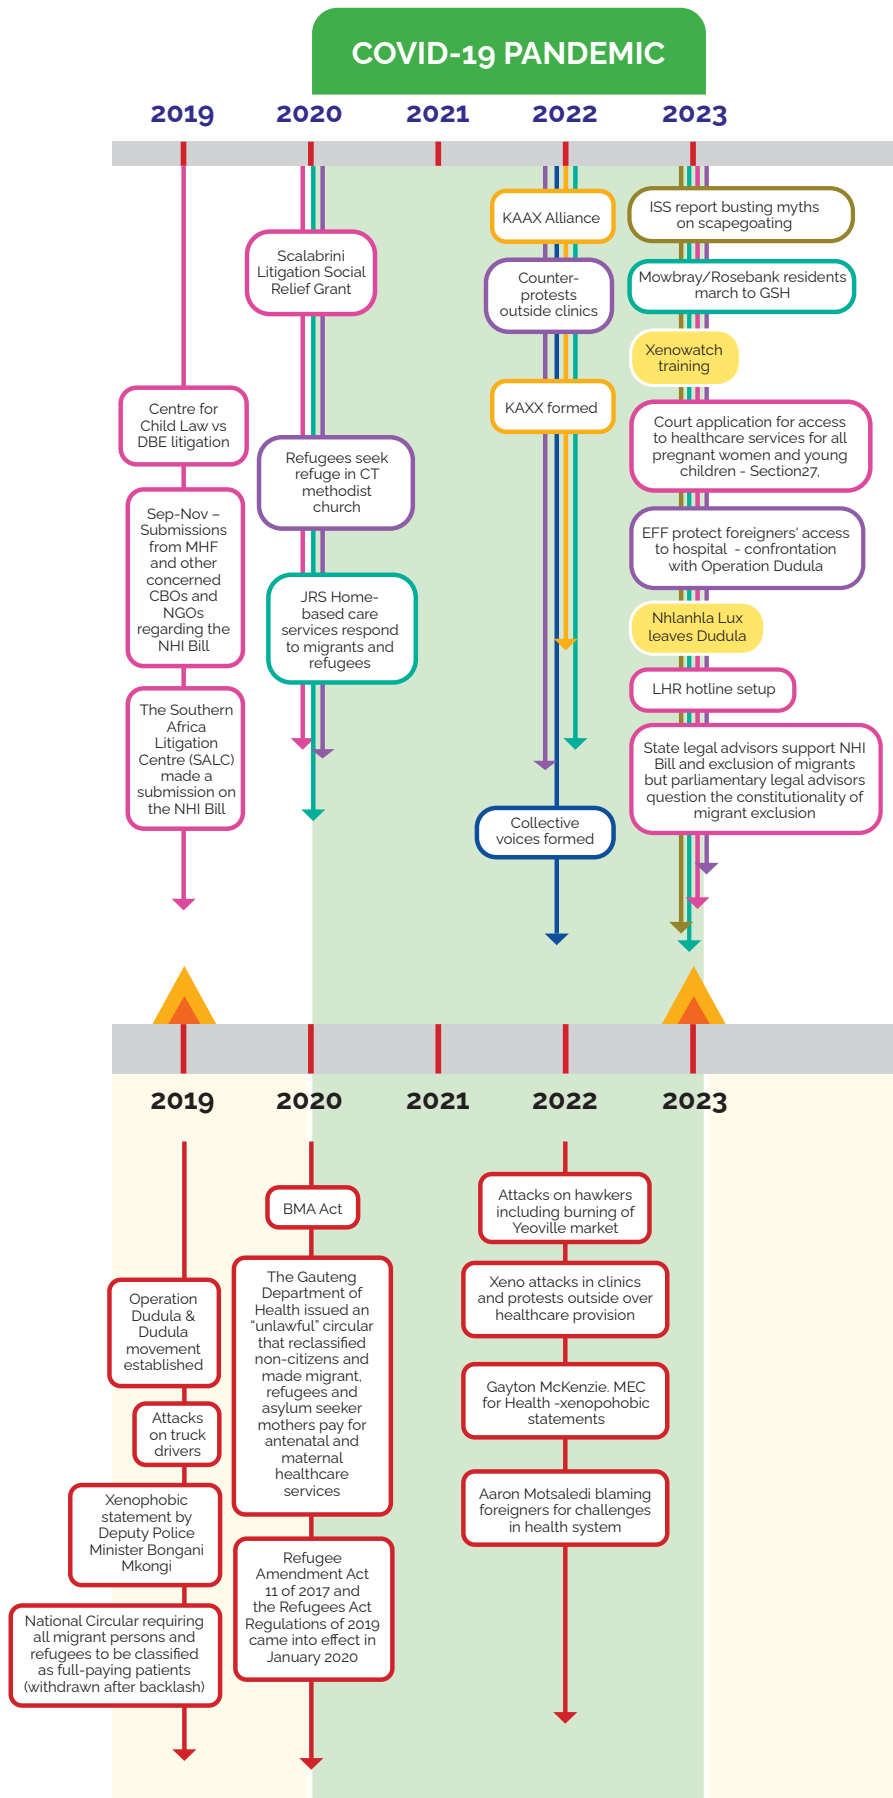 COVID-19 PANDEMIC
2019
2020
2021
2022
2023
Centre for
Child Law vs
DBE litigation
Sep-Nov –
Submissions
from MHF
and other
concerned
CBOs and
NGOs
regarding the
NHI Bill
The Southern
Africa
Litigation
Centre (SALC)
made a
submission on
the NHI Bill
Scalabrini
Litigation Social
Relief Grant
Refugees seek
refuge in CT
methodist
church
JRS Home-
based care
services respond
to migrants and
refugees
KAAX Alliance
Counter-
protests
outside clinics
KAXX formed
Collective
voices formed
ISS report busting myths
on scapegoating
Mowbray/Rosebank residents
march to GSH
Xenowatch
training
Court application for access
to healthcare services for all
pregnant women and young
children - Section27,
EFF protect foreigners' access
to hospital - confrontation
with Operation Dudula
Nhlanhla Lux
leaves Dudula
LHR hotline setup
State legal advisors support NHI
Bill and exclusion of migrants
but parliamentary legal advisors
question the constitutionality of
migrant exclusion
2019
2020
2021
2022
2023
Operation
Dudula &
Dudula
movement
established
Attacks
on truck
drivers
Xenophobic
statement by
Deputy Police
Minister Bongani
Mkongi
National Circular requiring
all migrant persons and
refugees to be classified
as full-paying patients
(withdrawn after backlash)
BMA Act
The Gauteng
Department of
Health issued an
“unlawful” circular
that reclassified
non-citizens and
made migrant,
refugees and
asylum seeker
mothers pay for
antenatal and
maternal
healthcare
services
Refugee
Amendment Act
11 of 2017 and
the Refugees Act
Regulations of 2019
came into effect in
January 2020
Attacks on hawkers
including burning of
Yeoville market
Xeno attacks in clinics
and protests outside over
healthcare provision
Gayton McKenzie. MEC
for Health -xenopohobic
statements
Aaron Motsaledi blaming
foreigners for challenges
in health system